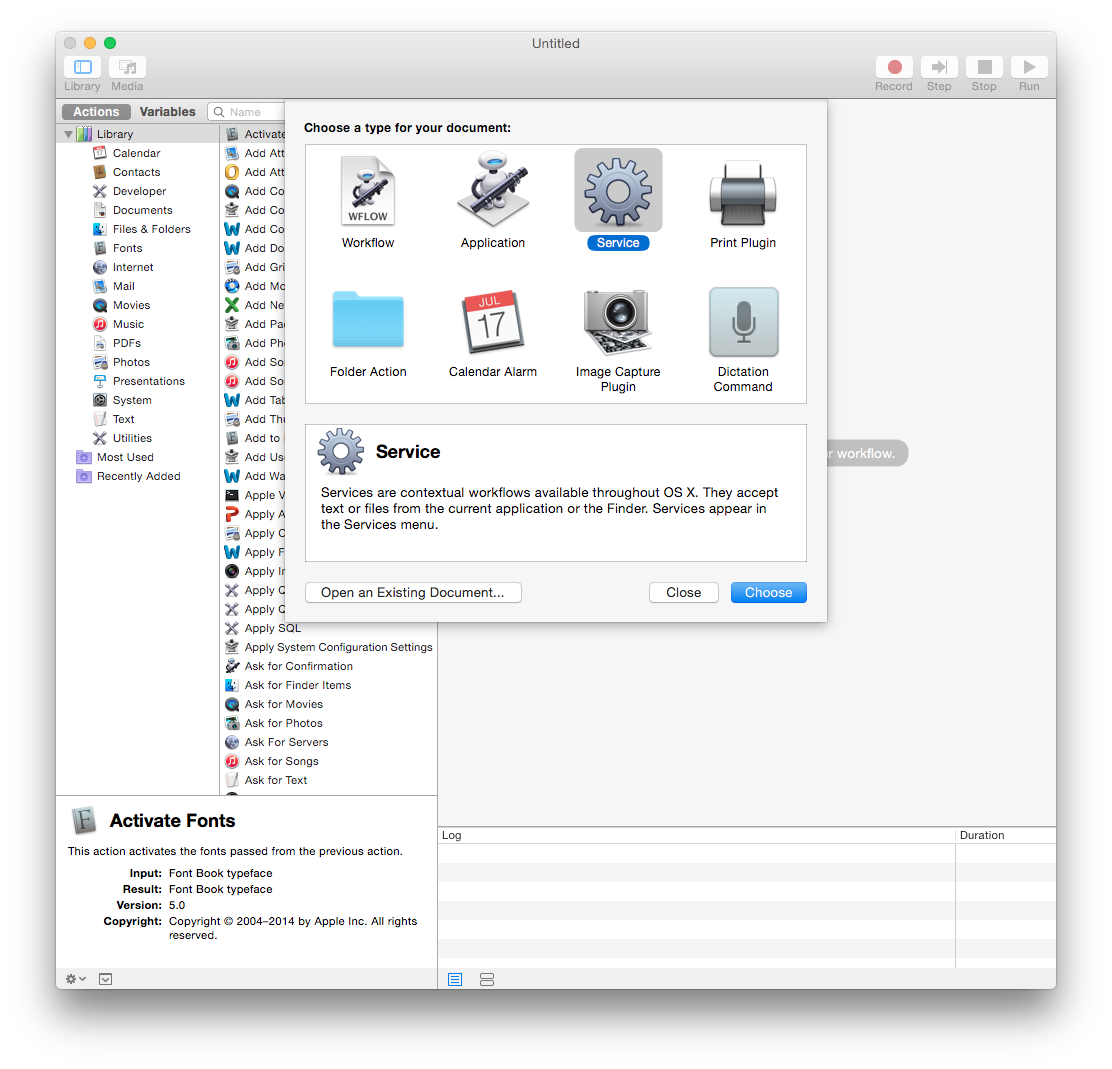 Untitled
Library
Media
Record
Step
Stop
Run
Actions
Variables
Name
Library
Calendar
Contacts
Developer
Documents
Files & Folders
Fonts
Internet
Mail
Movies
Music
PDFs
Photos
Presentations
System
Text
Utilities
Most Used
Recently Added
Activate
Add Att
Add Att
Add Co
Add Co
Add Co
Add Do
Add Gri
Add Mo
Add Ne
Add Pac
Add Pho
Add So
Add So
Add Tab
Add Thu
Add to
Add Use
Add Wa
Apple V
Apply A
Apply C
Apply F
Apply In
Apply Q
Apply Q
Apply SQL
Apply System Configuration Settings
Ask for Confirmation
Ask for Finder Items
Ask for Movies
Ask for Photos
Ask For Servers
Ask for Songs
Ask for Text
Choose a type for your document:
WFLOW
Workflow
Application
Service
Print Plugin
Folder Action
JUL
17
Calendar Alarm
Image Capture
Plugin
Dictation
Command
Service
Services are contextual workflows available throughout OS X. They accept
text or files from the current application or the Finder. Services appear in
the Services menu.
Open an Existing Document...
Close
Choose
r workflow.
Activate Fonts
This action activates the fonts passed from the previous action.
Input: Font Book typeface
Result: Font Book typeface
Version: 5.0
Copyright: Copyright © 2004–2014 by Apple Inc. All rights
reserved.
Log
Duration